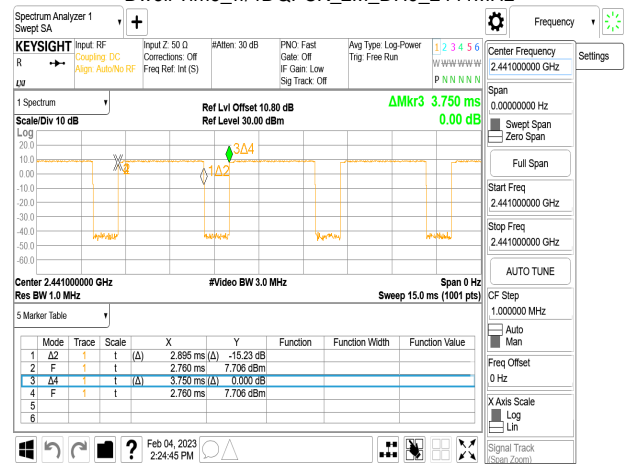 Spectrum Analyzer 1
Swept SA
Frequency
Settings
KEYSIGHT
R
LXI
Input: RF
Coupling: DC
Align: Auto/No RF
Input Z: 50 Ω
Corrections: Off
Freq Ref: Int (S)
#Atten: 30 dB
PNO: Fast
Gate: Off
IF Gain: Low
Sig Track: Off
Avg Type: Log-Power
Trig: Free Run
1 2 3 4 5 6
W W W W W W
P N N N N N
1 Spectrum
Scale/Div 10 dB
Ref Lvl Offset 10.80 dB
Ref Level 30.00 dBm
ΔMkr3 3.750 ms
0.00 dB
Log
20.0
10.0
0.00
-10.0
-20.0
-30.0
-40.0
-50.0
-60.0
3Δ4
1Δ2
Center 2.441000000 GHz
Res BW 1.0 MHz
#Video BW 3.0 MHz
Span 0 Hz
Sweep 15.0 ms (1001 pts)
5 Marker Table
Mode Trace Scale X Y Function Function Width Function Value
1 Δ2 1 t (Δ) 2.895 ms (Δ) -15.23 dB
2 F 1 t 2.760 ms 7.706 dBm
3 Δ4 1 t (Δ) 3.750 ms (Δ) 0.000 dB
4 F 1 t 2.760 ms 7.706 dBm
5
6
Center Frequency
2.441000000 GHz
Span
0.00000000 Hz
Swept Span
Zero Span
Full Span
Start Freq
2.441000000 GHz
Stop Freq
2.441000000 GHz
AUTO TUNE
CF Step
1.000000 MHz
Auto
Man
Freq Offset
0 Hz
X Axis Scale
Log
Lin
Signal Track
(Span Zoom)
Feb 04, 2023
2:24:45 PM